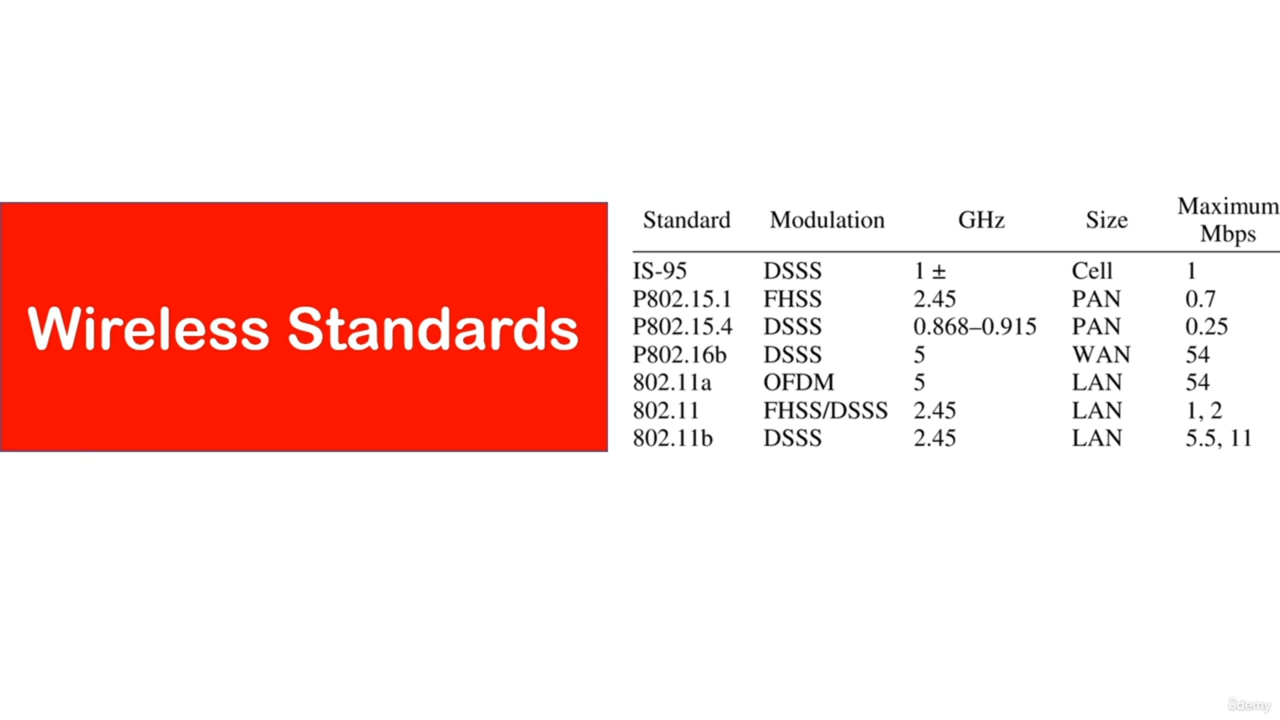 Wireless Standards
Standard Modulation GHz Size Maximum Mbps
IS-95 DSSS 1 ± Cell 1
P802.15.1 FHSS 2.45 PAN 0.7
P802.15.4 DSSS 0.868–0.915 PAN 0.25
P802.16b DSSS 5 WAN 54
802.11a OFDM 5 LAN 54
802.11 FHSS/DSSS 2.45 LAN 1, 2
802.11b DSSS 2.45 LAN 5.5, 11
ûdemy